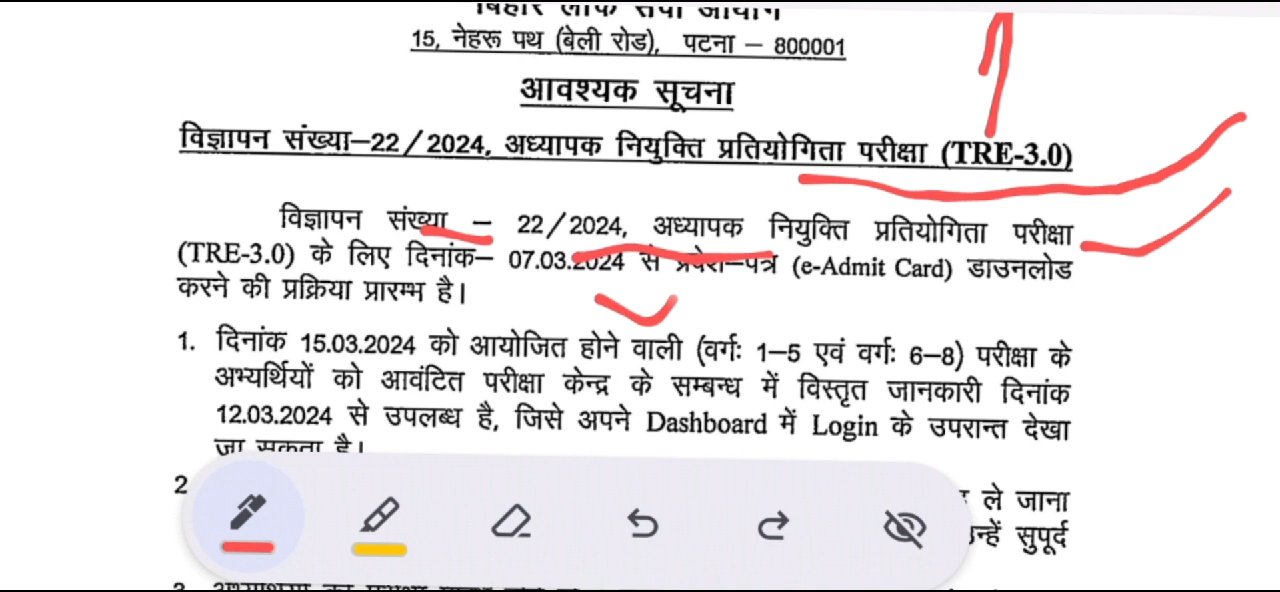 बिहार लोक सेवा आयोग
15, नेहरू पथ (बेली रोड), पटना – 800001
आवश्यक सूचना
विज्ञापन संख्या–22/2024, अध्यापक नियुक्ति प्रतियोगिता परीक्षा (TRE-3.0)
विज्ञापन संख्या – 22/2024, अध्यापक नियुक्ति प्रतियोगिता परीक्षा
(TRE-3.0) के लिए दिनांक– 07.03.2024 से प्रवेश–पत्र (e-Admit Card) डाउनलोड
करने की प्रक्रिया प्रारम्भ है।
1. दिनांक 15.03.2024 को आयोजित होने वाली (वर्गः 1–5 एवं वर्गः 6–8) परीक्षा के
अभ्यर्थियों को आवंटित परीक्षा केन्द्र के सम्बन्ध में विस्तृत जानकारी दिनांक
12.03.2024 से उपलब्ध है, जिसे अपने Dashboard में Login के उपरान्त देखा
जा सकता है।
2 ले जाना
उन्हें सुपूर्द